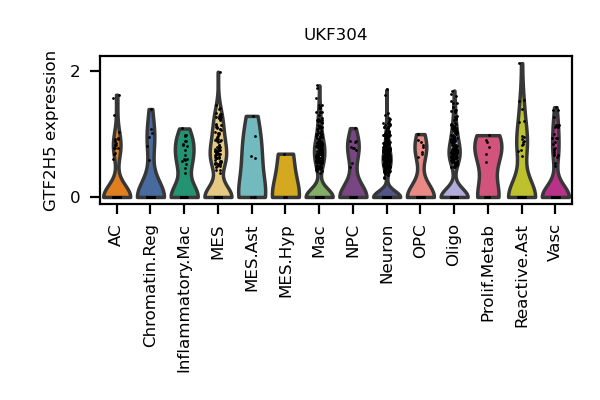 UKF304
GTF2H5 expression
2
0
AC
Chromatin.Reg
Inflammatory.Mac
MES
MES.Ast
MES.Hyp
Mac
NPC
Neuron
OPC
Oligo
Prolif.Metab
Reactive.Ast
Vasc